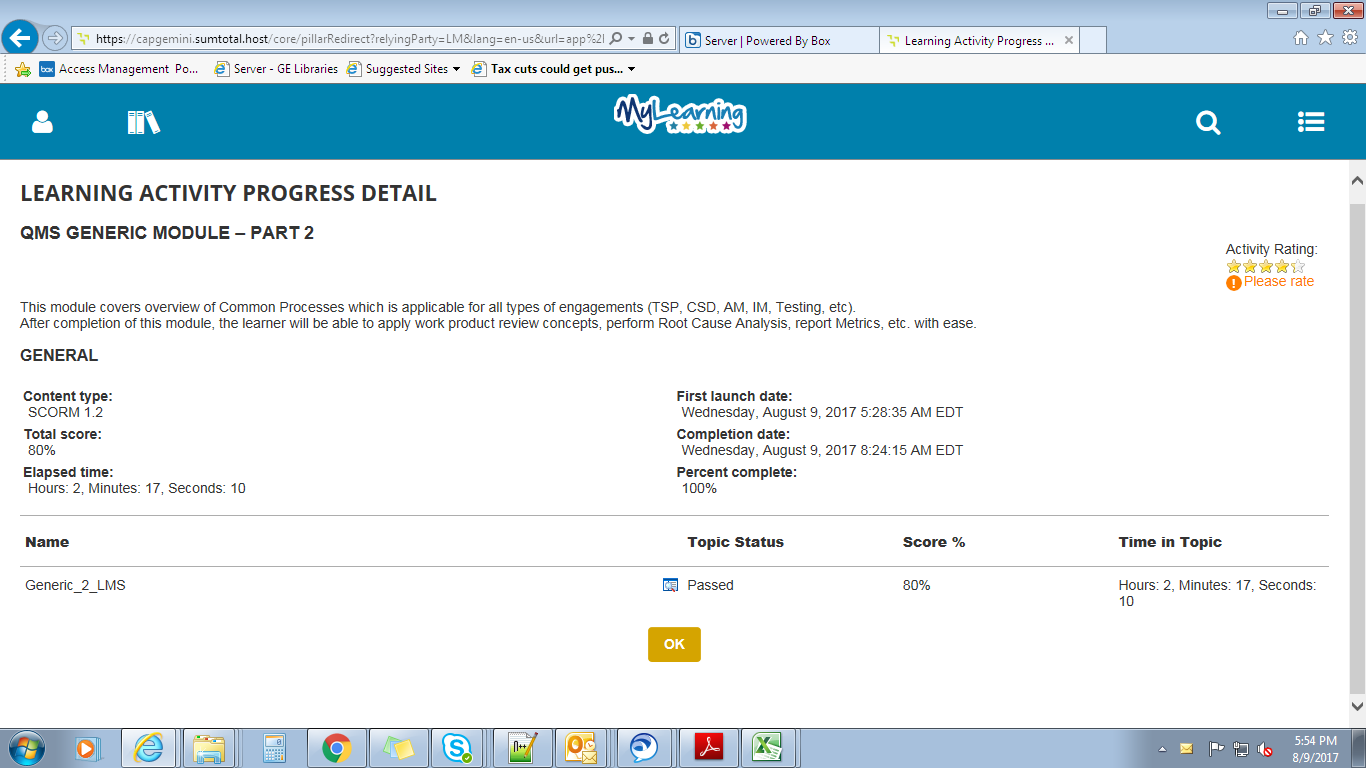 https://capgemini.sumtotal.host/core/pillarRedirect?relyingParty=LM&lang=en-us&url=app%2
Server | Powered By Box
Learning Activity Progress ...
Access Management Po...
Server - GE Libraries
Suggested Sites
Tax cuts could get pus...
MyLearning
LEARNING ACTIVITY PROGRESS DETAIL
QMS GENERIC MODULE – PART 2
Activity Rating:
Please rate
This module covers overview of Common Processes which is applicable for all types of engagements (TSP, CSD, AM, IM, Testing, etc).
After completion of this module, the learner will be able to apply work product review concepts, perform Root Cause Analysis, report Metrics, etc. with ease.
GENERAL
Content type:
SCORM 1.2
Total score:
80%
Elapsed time:
Hours: 2, Minutes: 17, Seconds: 10
First launch date:
Wednesday, August 9, 2017 5:28:35 AM EDT
Completion date:
Wednesday, August 9, 2017 8:24:15 AM EDT
Percent complete:
100%
Name Topic Status Score % Time in Topic
Generic_2_LMS Passed 80% Hours: 2, Minutes: 17, Seconds:
10
OK
5:54 PM
8/9/2017